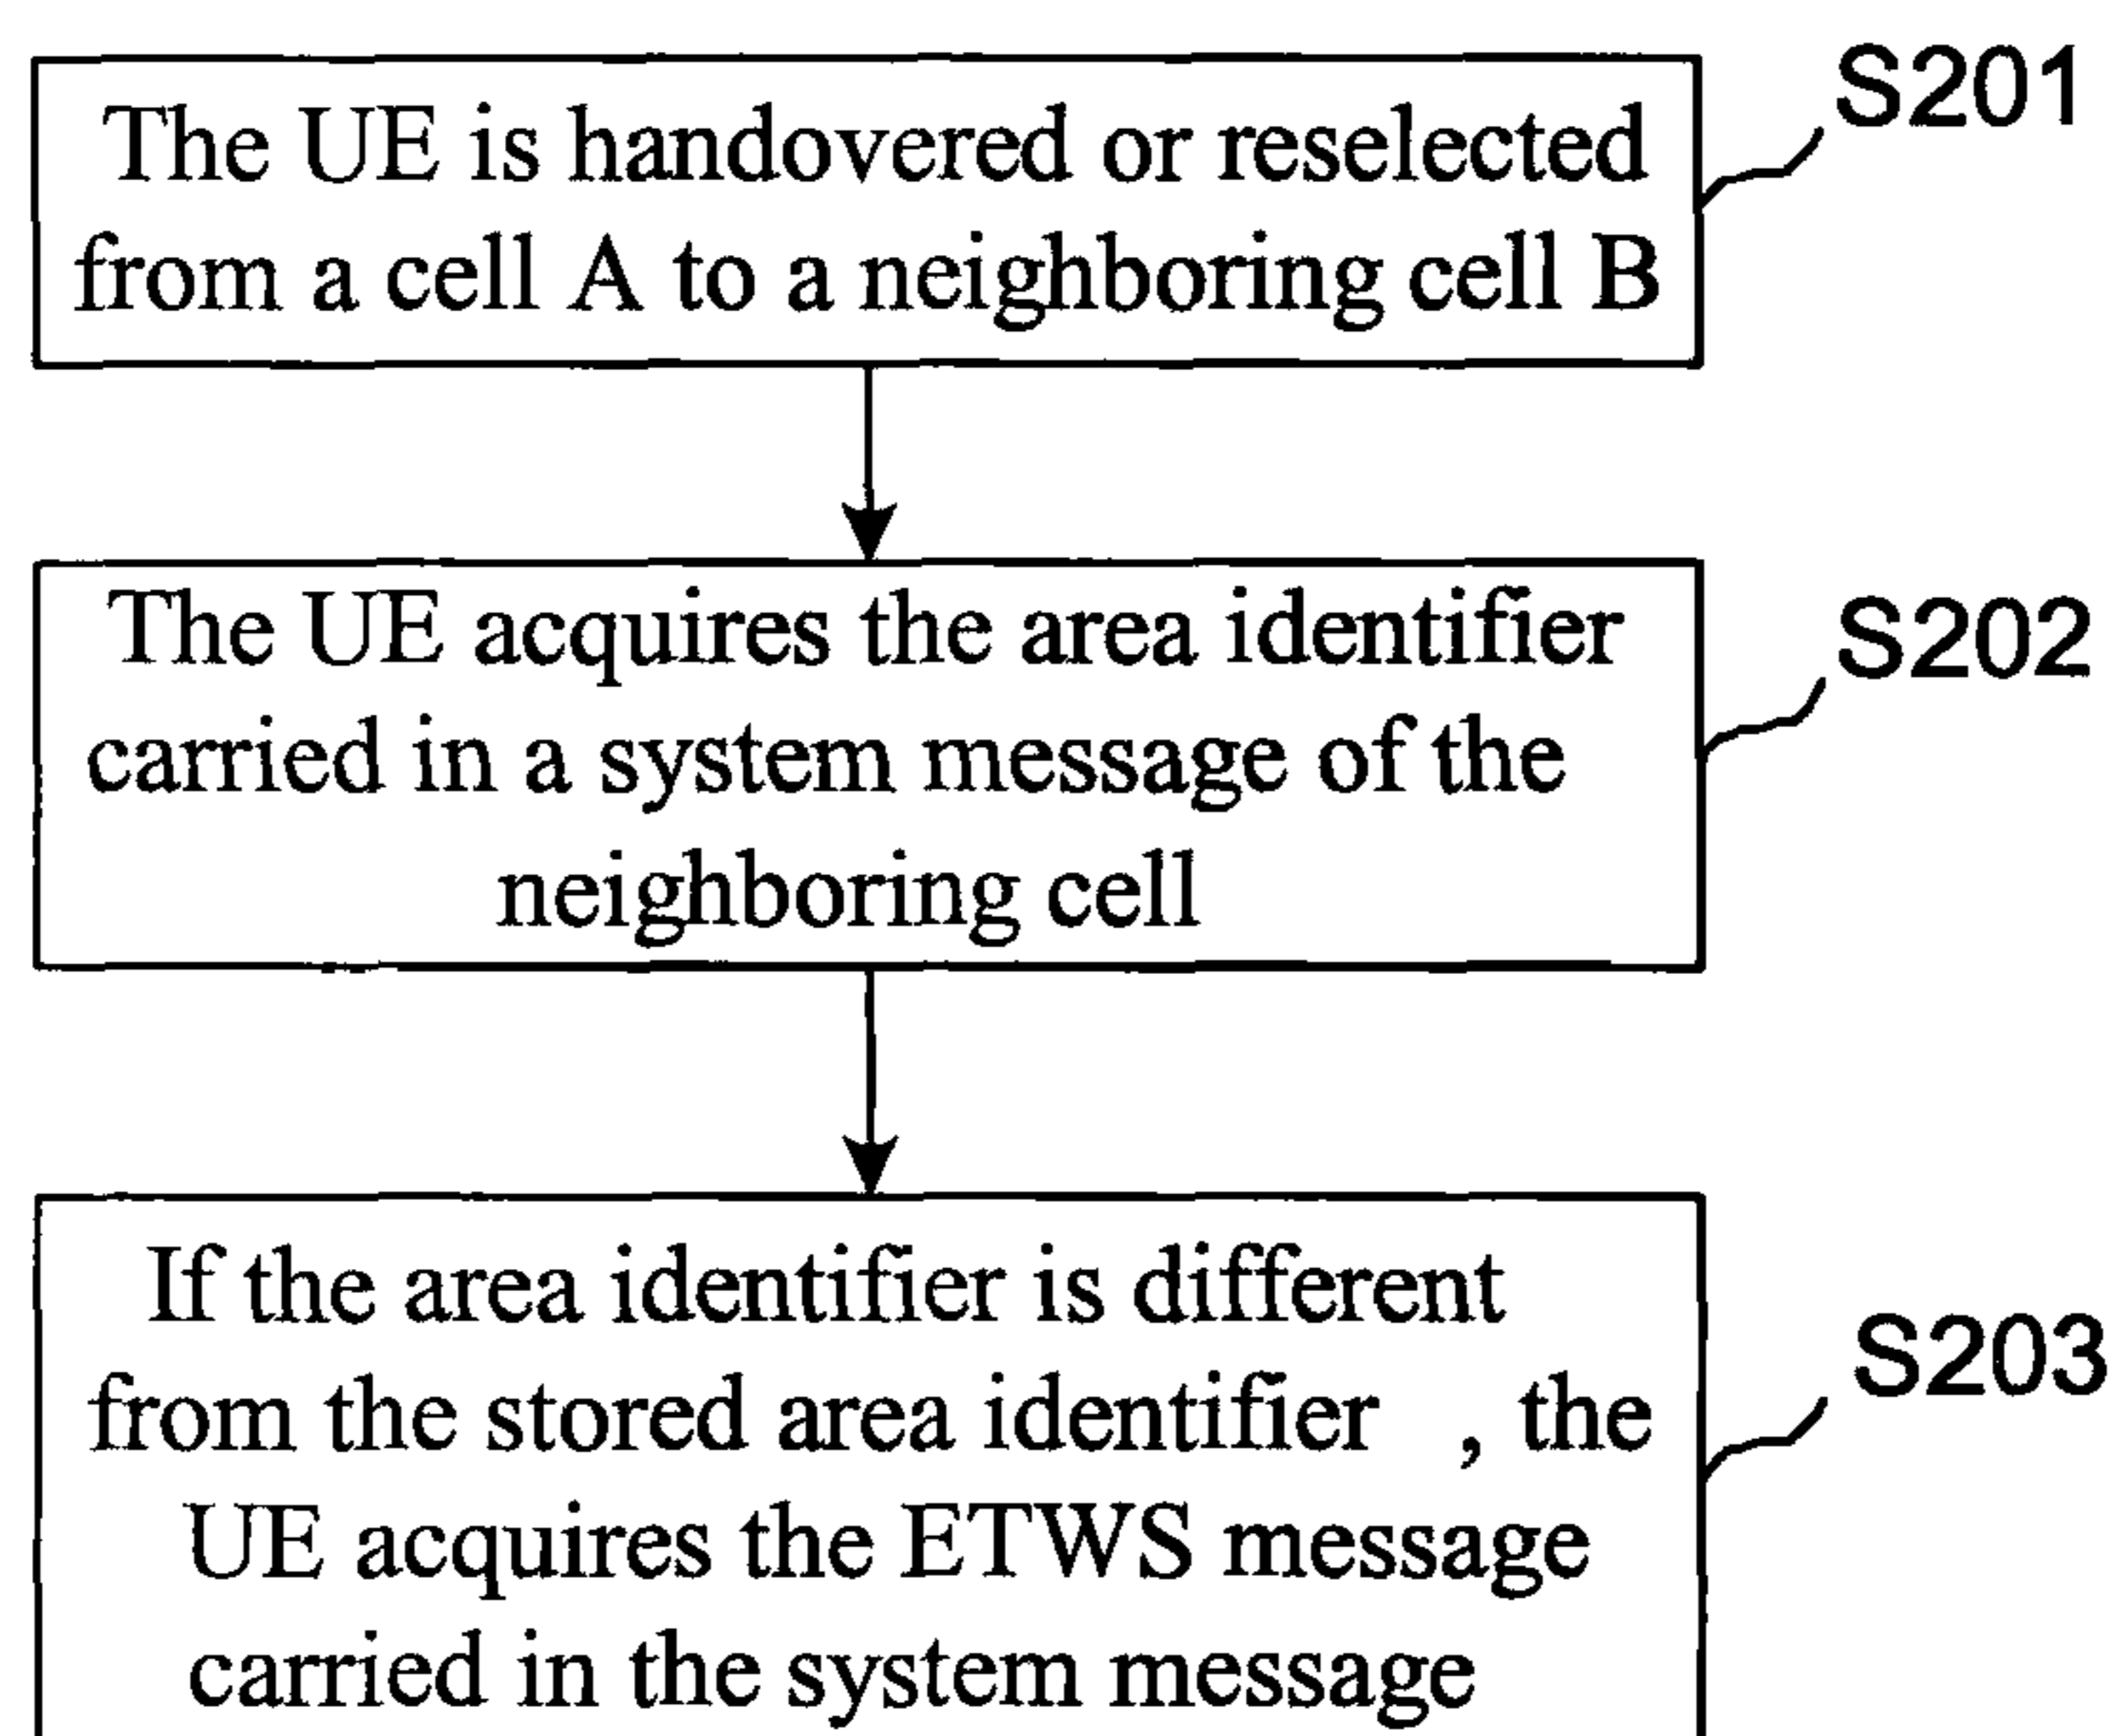 The UE is handovered or reselected
from a cell A to a neighboring cell B
S201
The UE acquires the area identifier
carried in a system message of the
neighboring cell
S202
If the area identifier is different
from the stored area identifier , the
UE acquires the ETWS message
carried in the system message
S203